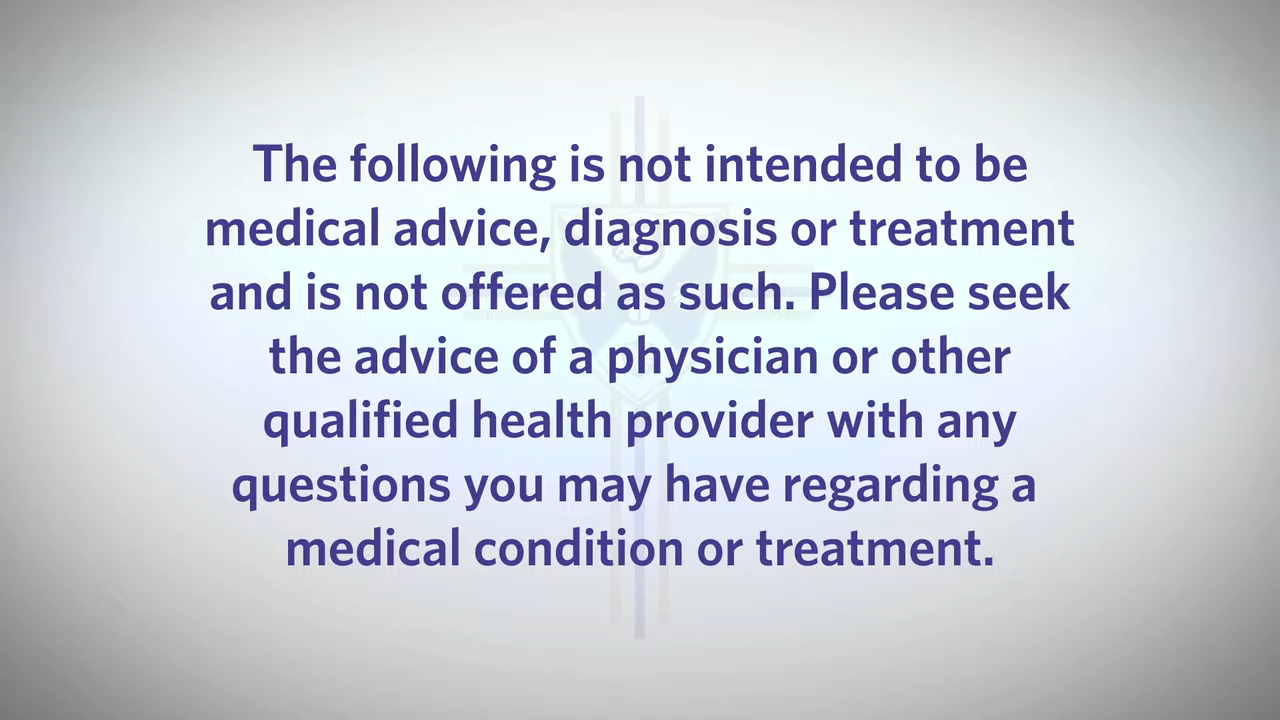 The following is not intended to be
medical advice, diagnosis or treatment
and is not offered as such. Please seek
the advice of a physician or other
qualified health provider with any
questions you may have regarding a
medical condition or treatment.